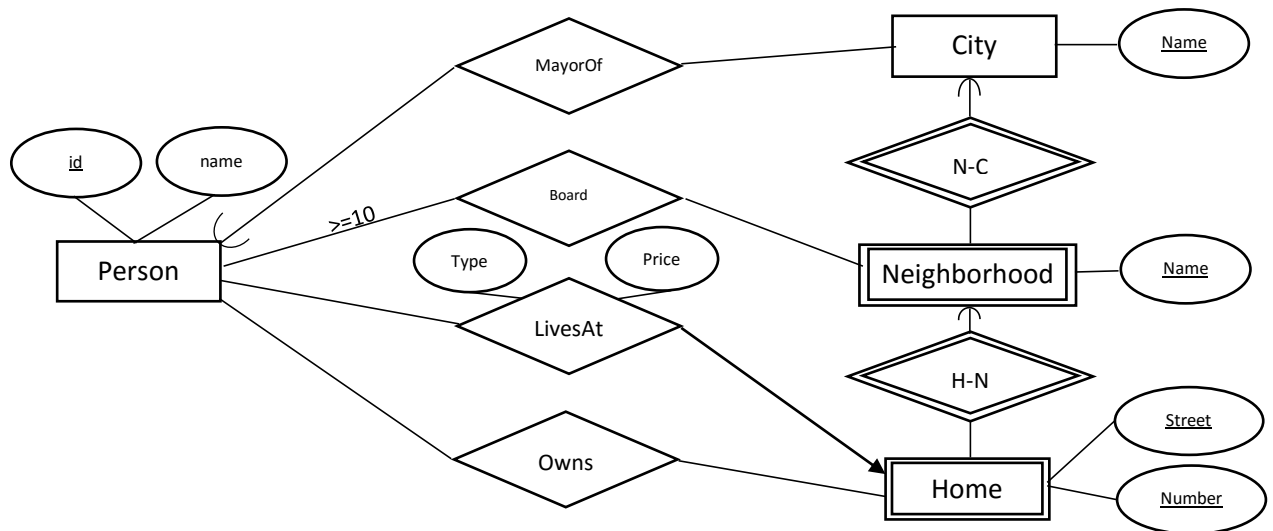 MayorOf
City
Name
id
name
N-C
Board
>=10
Type
Price
Person
Neighborhood
Name
LivesAt
H-N
Street
Owns
Home
Number